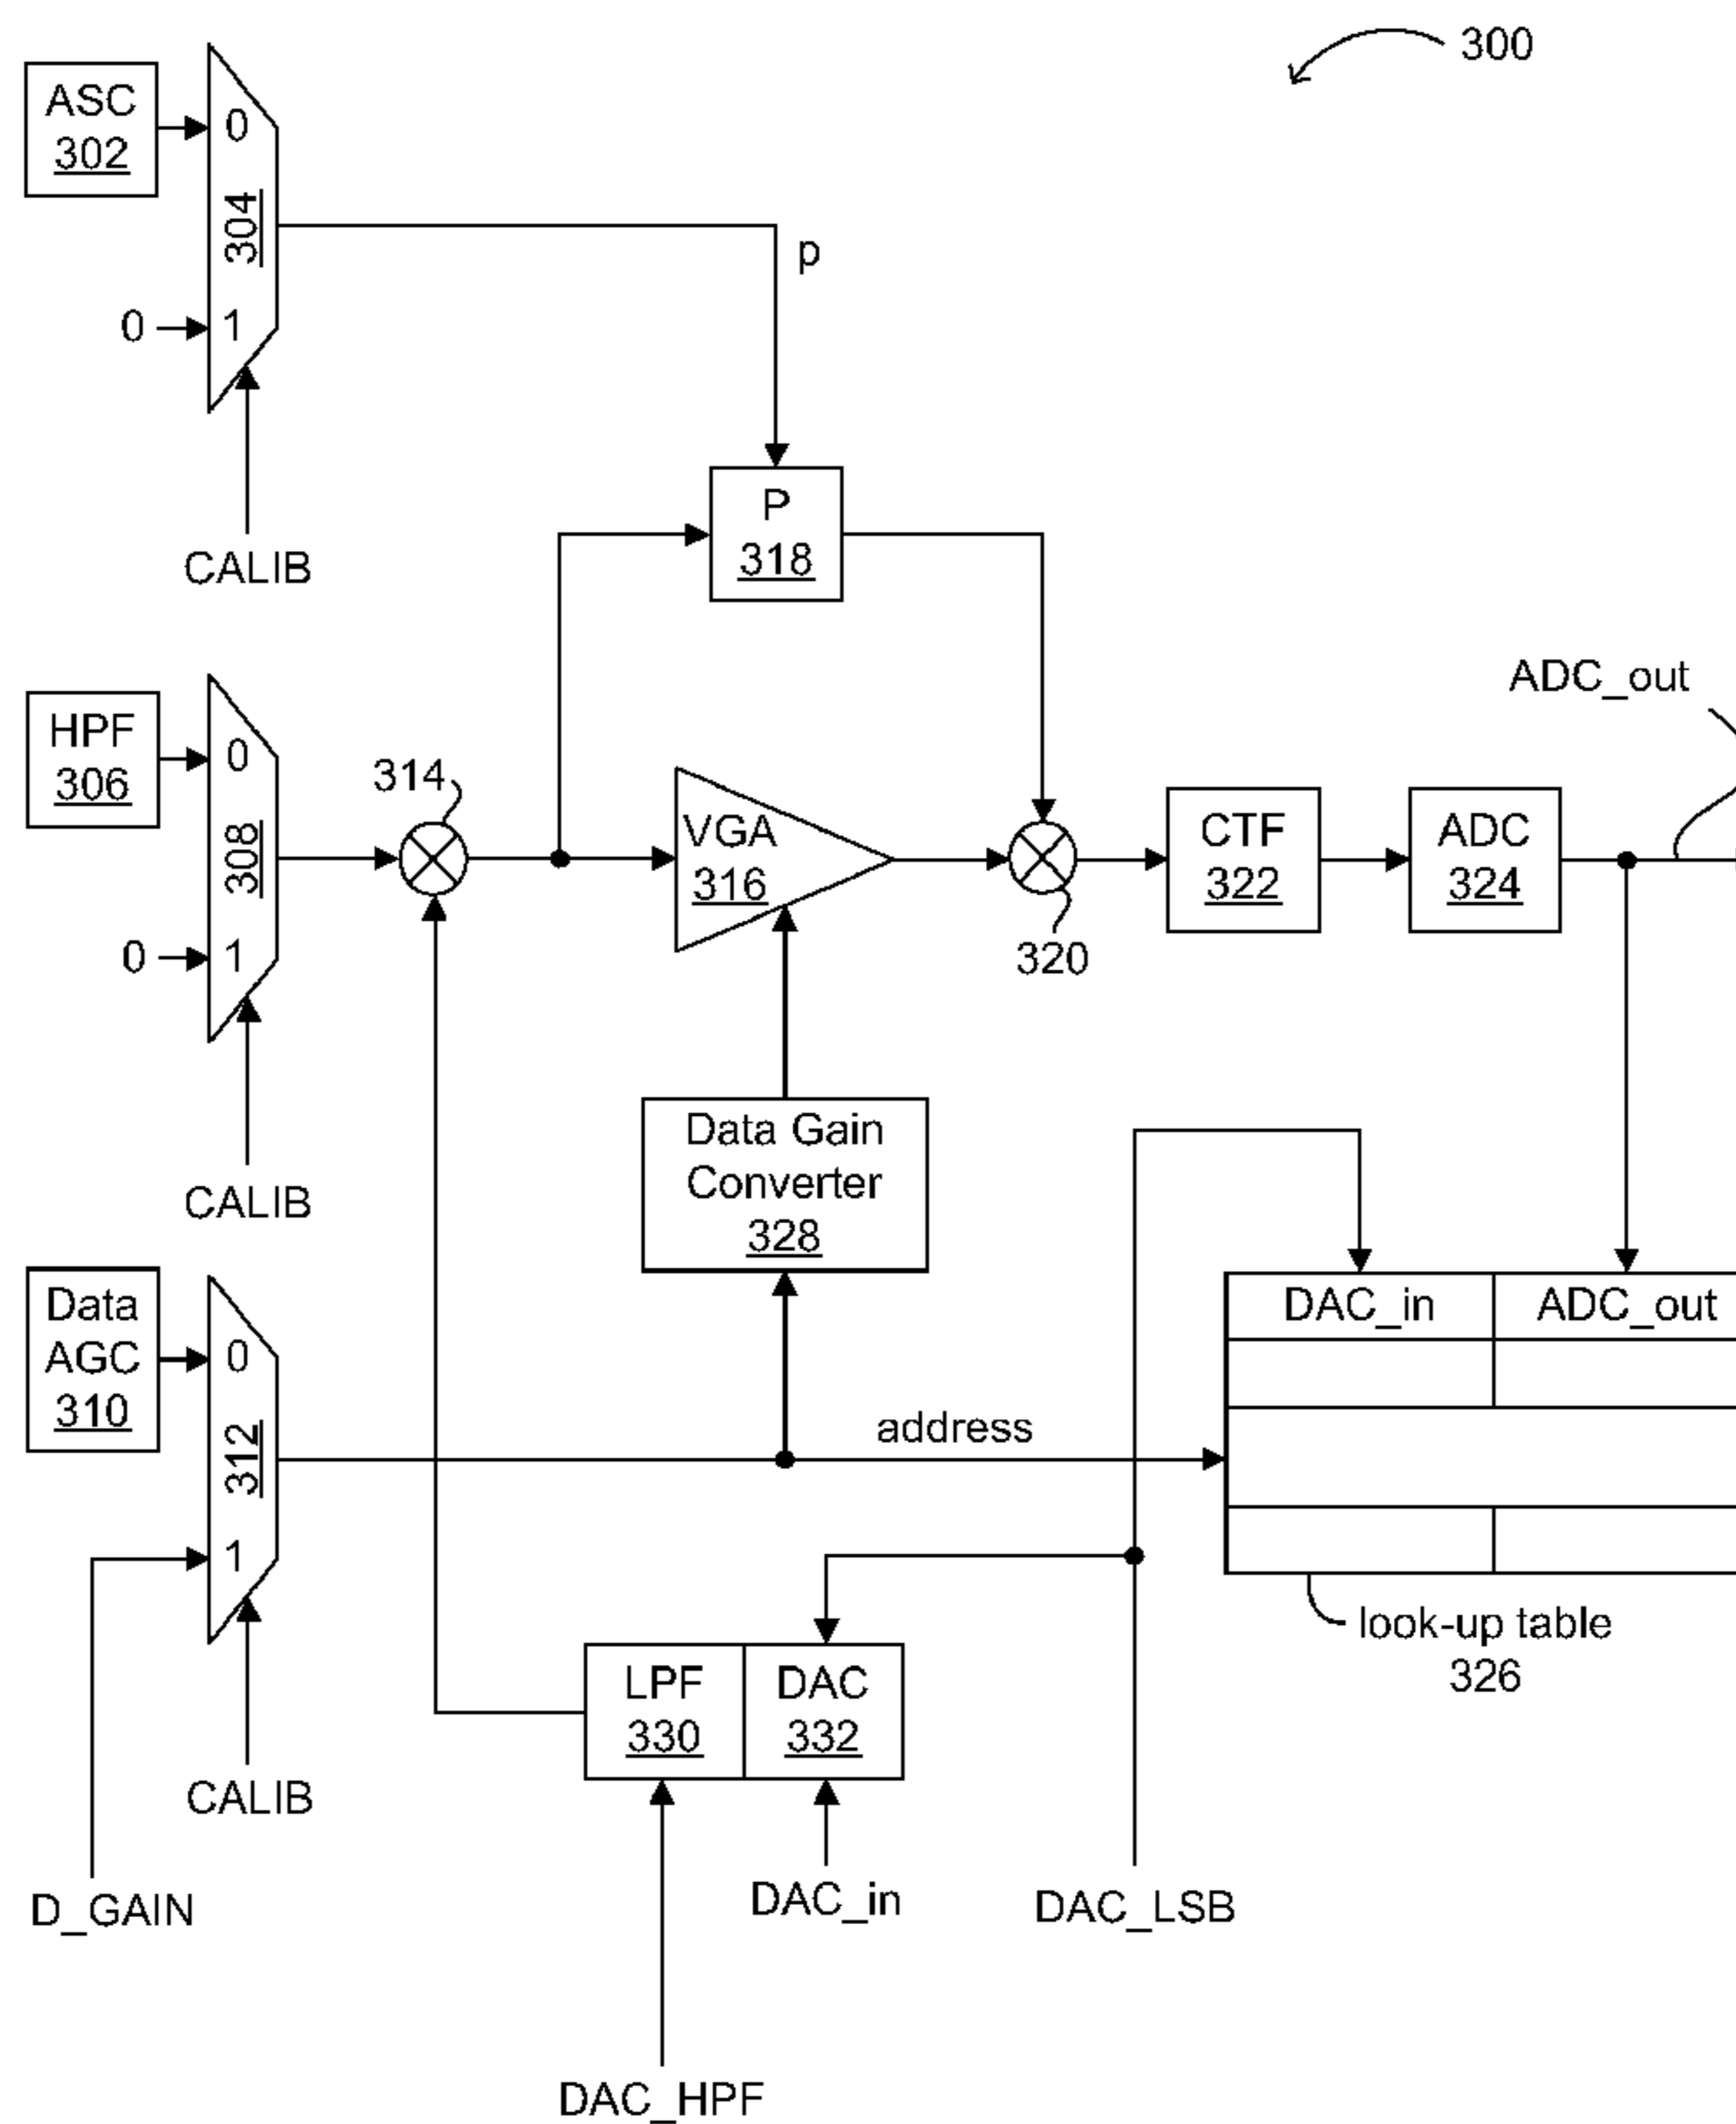 300
ASC
302
0
304
0
1
p
CALIB
P
318
ADC_out
HPF
306
0
308
0
1
314
VGA
316
320
CTF
322
ADC
324
CALIB
Data Gain
Converter
328
Data
AGC
310
0
312
1
address
DAC_in
ADC_out
look-up table
326
LPF
330
DAC
332
CALIB
D_GAIN
DAC_in
DAC_LSB
DAC_HPF